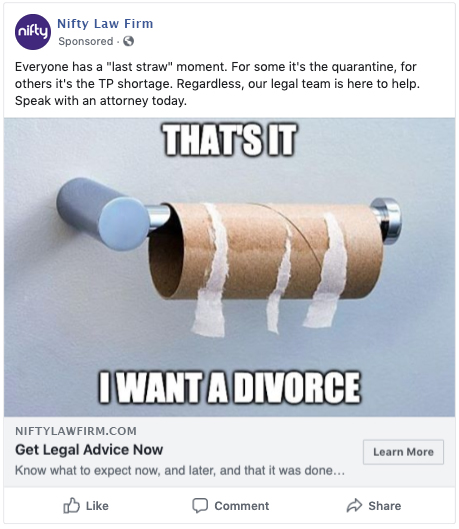 nifty
Nifty Law Firm
Sponsored ·
Everyone has a "last straw" moment. For some it's the quarantine, for
others it's the TP shortage. Regardless, our legal team is here to help.
Speak with an attorney today.
THAT'S IT
I WANT A DIVORCE
NIFTYLAWFIRM.COM
Get Legal Advice Now
Learn More
Know what to expect now, and later, and that it was done...
Like
Comment
Share